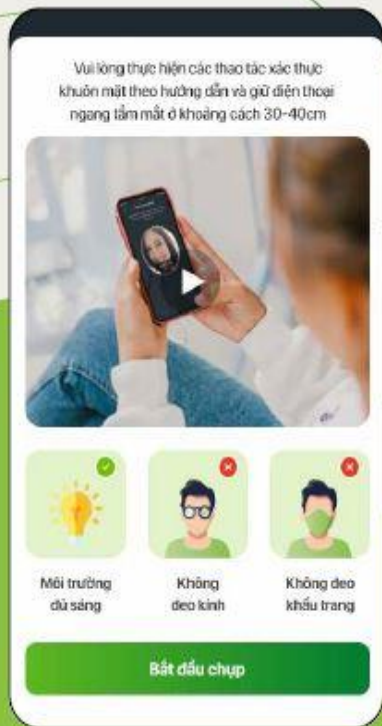 Vui lòng thực hiện các thao tác xác thực
khuôn mặt theo hướng dẫn và giữ điện thoại
ngang tầm mắt ở khoảng cách 30-40cm
Môi trường
đủ sáng
Không
đeo kính
Không đeo
khẩu trang
Bắt đầu chụp